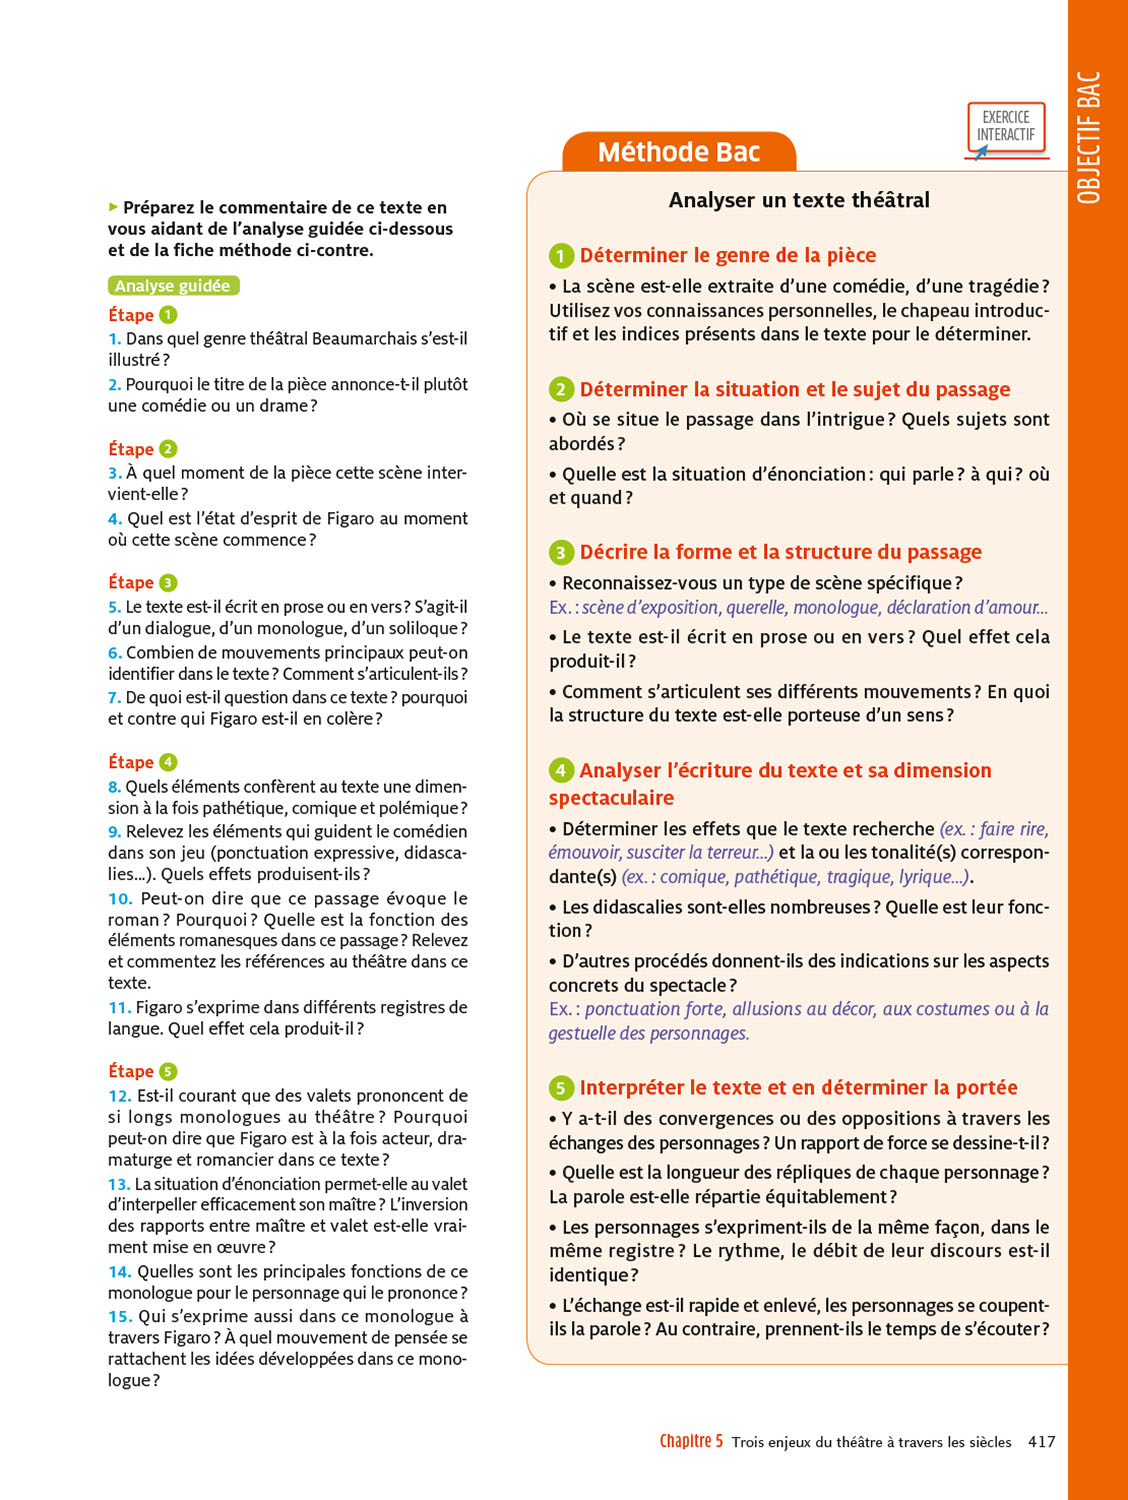 OBJECTIF BAC
EXERCICE
INTERACTIF
▸ Préparez le commentaire de ce texte en
vous aidant de l'analyse guidée ci-dessous
et de la fiche méthode ci-contre.
Analyse guidée
Étape 1
1. Dans quel genre théâtral Beaumarchais s'est-il
illustré ?
2. Pourquoi le titre de la pièce annonce-t-il plutôt
une comédie ou un drame ?
Étape 2
3. À quel moment de la pièce cette scène inter-
vient-elle ?
4. Quel est l'état d'esprit de Figaro au moment
où cette scène commence ?
Étape 3
5. Le texte est-il écrit en prose ou en vers ? S'agit-il
d'un dialogue, d'un monologue, d'un soliloque ?
6. Combien de mouvements principaux peut-on
identifier dans le texte ? Comment s'articulent-ils ?
7. De quoi est-il question dans ce texte ? pourquoi
et contre qui Figaro est-il en colère ?
Étape 4
8. Quels éléments confèrent au texte une dimen-
sion à la fois pathétique, comique et polémique ?
9. Relevez les éléments qui guident le comédien
dans son jeu (ponctuation expressive, didasca-
lies...). Quels effets produisent-ils ?
10. Peut-on dire que ce passage évoque le
roman ? Pourquoi ? Quelle est la fonction des
éléments romanesques dans ce passage ? Relevez
et commentez les références au théâtre dans ce
texte.
11. Figaro s'exprime dans différents registres de
langue. Quel effet cela produit-il ?
Étape 5
12. Est-il courant que des valets prononcent de
si longs monologues au théâtre ? Pourquoi
peut-on dire que Figaro est à la fois acteur, dra-
maturge et romancier dans ce texte ?
13. La situation d'énonciation permet-elle au valet
d'interpeller efficacement son maître ? L'inversion
des rapports entre maître et valet est-elle vrai-
ment mise en œuvre ?
14. Quelles sont les principales fonctions de ce
monologue pour le personnage qui le prononce ?
15. Qui s'exprime aussi dans ce monologue à
travers Figaro ? À quel mouvement de pensée se
rattachent les idées développées dans ce mono-
logue ?
Méthode Bac
Analyser un texte théâtral
1 Déterminer le genre de la pièce
• La scène est-elle extraite d'une comédie, d'une tragédie ?
Utilisez vos connaissances personnelles, le chapeau introduc-
tif et les indices présents dans le texte pour le déterminer.
2 Déterminer la situation et le sujet du passage
• Où se situe le passage dans l'intrigue ? Quels sujets sont
abordés ?
• Quelle est la situation d'énonciation : qui parle ? à qui ? où
et quand ?
3 Décrire la forme et la structure du passage
• Reconnaissez-vous un type de scène spécifique ?
Ex. : scène d'exposition, querelle, monologue, déclaration d'amour...
• Le texte est-il écrit en prose ou en vers ? Quel effet cela
produit-il ?
• Comment s'articulent ses différents mouvements ? En quoi
la structure du texte est-elle porteuse d'un sens ?
4 Analyser l'écriture du texte et sa dimension
spectaculaire
• Déterminer les effets que le texte recherche (ex. : faire rire,
émouvoir, susciter la terreur...) et la ou les tonalité(s) correspon-
dante(s) (ex. : comique, pathétique, tragique, lyrique...).
• Les didascalies sont-elles nombreuses ? Quelle est leur fonc-
tion ?
• D'autres procédés donnent-ils des indications sur les aspects
concrets du spectacle ?
Ex. : ponctuation forte, allusions au décor, aux costumes ou à la
gestuelle des personnages.
5 Interpréter le texte et en déterminer la portée
• Y a-t-il des convergences ou des oppositions à travers les
échanges des personnages ? Un rapport de force se dessine-t-il ?
• Quelle est la longueur des répliques de chaque personnage ?
La parole est-elle répartie équitablement ?
• Les personnages s'expriment-ils de la même façon, dans le
même registre ? Le rythme, le débit de leur discours est-il
identique ?
• L'échange est-il rapide et enlevé, les personnages se coupent-
ils la parole ? Au contraire, prennent-ils le temps de s'écouter ?
Chapitre 5 Trois enjeux du théâtre à travers les siècles 417